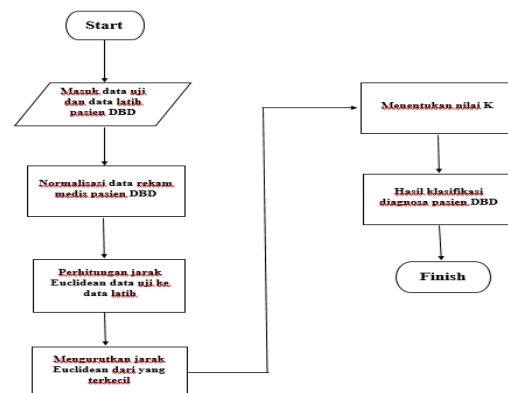 Start
Masuk data uji
dan data latih
pasien DBD
Normalisasi data rekam
medis pasien DBD
Perhitungan jarak
Euclidean data uji ke
data latih
Mengurutkan jarak
Euclidean dari yang
terkecil
Menentukan nilai K
Hasil klasifikasi
diagnosa pasien DBD
Finish